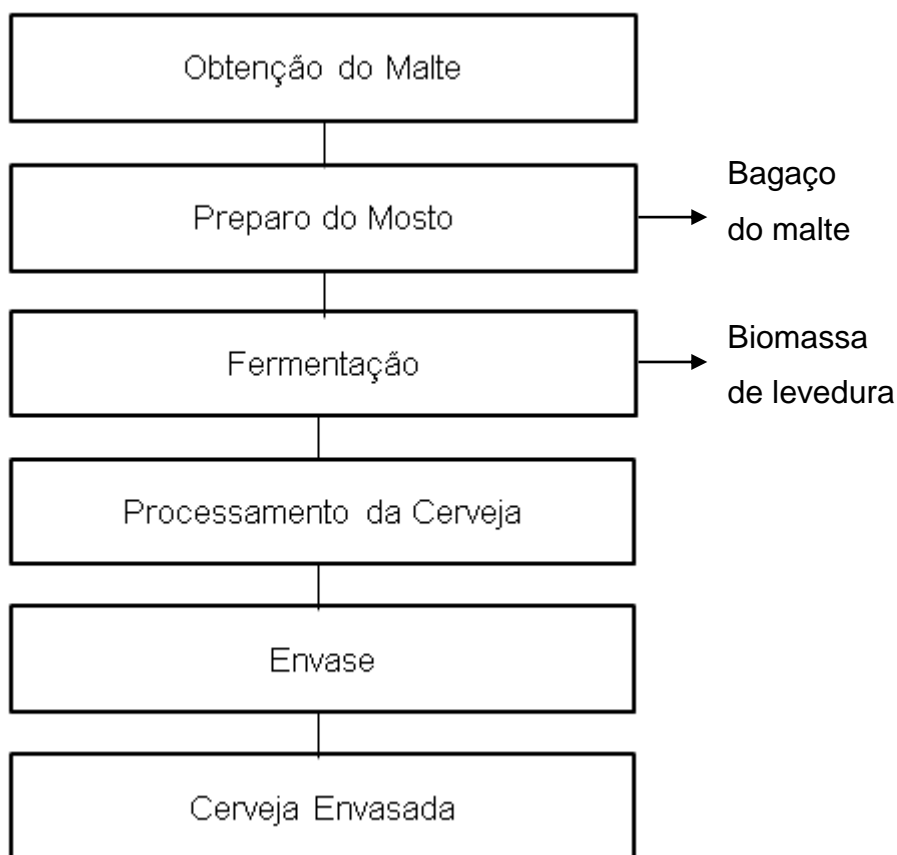 Obtenção do Malte
Preparo do Mosto
Bagaço
do malte
Fermentação
Biomassa
de levedura
Processamento da Cerveja
Envase
Cerveja Envasada